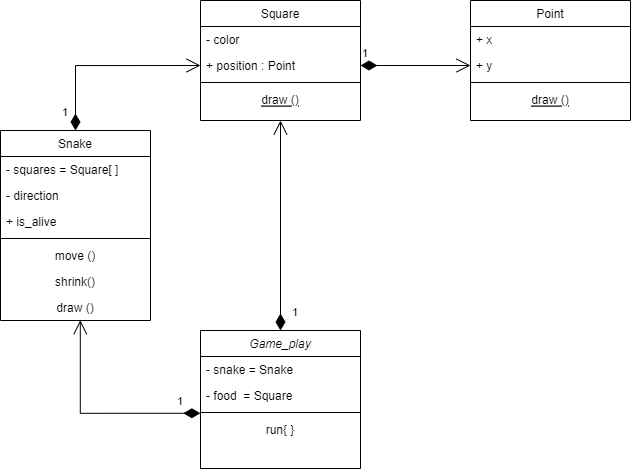 Square
- color
+ position : Point
draw ()
1
Point
+ x
+ y
draw ()
1
Snake
- squares = Square[ ]
- direction
+ is_alive
move ()
shrink()
draw ()
1
Game_play
- snake = Snake
- food  = Square
run{ }
1